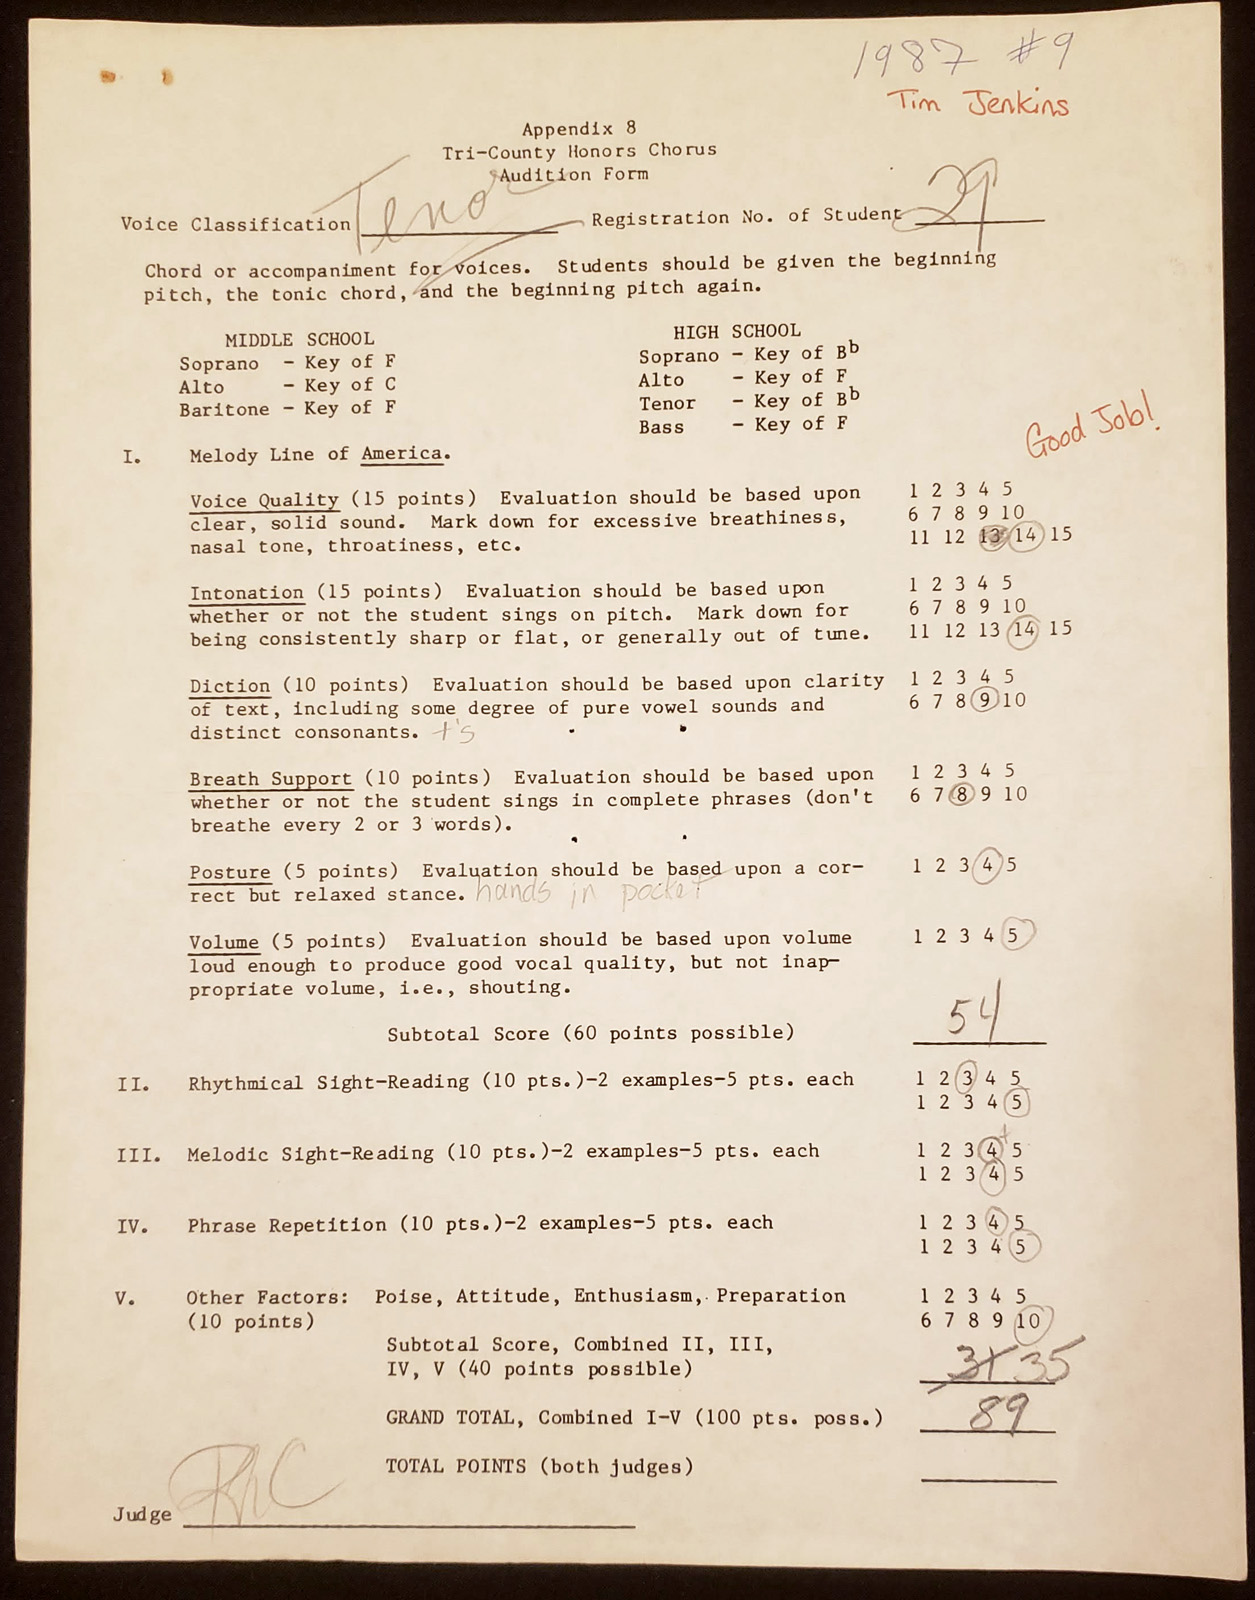 1987 #9
Tim Jenkins
Appendix 8
Tri-County Honors Chorus
Audition Form
Voice Classification Tenor Registration No. of Student 29
Chord or accompaniment for voices. Students should be given the beginning
pitch, the tonic chord, and the beginning pitch again.
MIDDLE SCHOOL
Soprano - Key of F
Alto - Key of C
Baritone - Key of F
HIGH SCHOOL
Soprano - Key of Bb
Alto - Key of F
Tenor - Key of Bb
Bass - Key of F
Good Job!
I. Melody Line of America.
Voice Quality (15 points) Evaluation should be based upon 1 2 3 4 5
clear, solid sound. Mark down for excessive breathiness, 6 7 8 9 10
nasal tone, throatiness, etc. 11 12 13 14 15
Intonation (15 points) Evaluation should be based upon 1 2 3 4 5
whether or not the student sings on pitch. Mark down for 6 7 8 9 10
being consistently sharp or flat, or generally out of tune. 11 12 13 14 15
Diction (10 points) Evaluation should be based upon clarity 1 2 3 4 5
of text, including some degree of pure vowel sounds and 6 7 8 9 10
distinct consonants. t's
Breath Support (10 points) Evaluation should be based upon 1 2 3 4 5
whether or not the student sings in complete phrases (don't 6 7 8 9 10
breathe every 2 or 3 words).
Posture (5 points) Evaluation should be based upon a cor- 1 2 3 4 5
rect but relaxed stance. hands in pocket
Volume (5 points) Evaluation should be based upon volume 1 2 3 4 5
loud enough to produce good vocal quality, but not inap-
propriate volume, i.e., shouting.
Subtotal Score (60 points possible) 54
II. Rhythmical Sight-Reading (10 pts.)-2 examples-5 pts. each 1 2 3 4 5
1 2 3 4 5
III. Melodic Sight-Reading (10 pts.)-2 examples-5 pts. each 1 2 3 4+ 5
1 2 3 4 5
IV. Phrase Repetition (10 pts.)-2 examples-5 pts. each 1 2 3 4 5
1 2 3 4 5
V. Other Factors: Poise, Attitude, Enthusiasm, Preparation 1 2 3 4 5
(10 points) 6 7 8 9 10
Subtotal Score, Combined II, III,
IV, V (40 points possible) 35
GRAND TOTAL, Combined I-V (100 pts. poss.) 89
TOTAL POINTS (both judges)
Judge